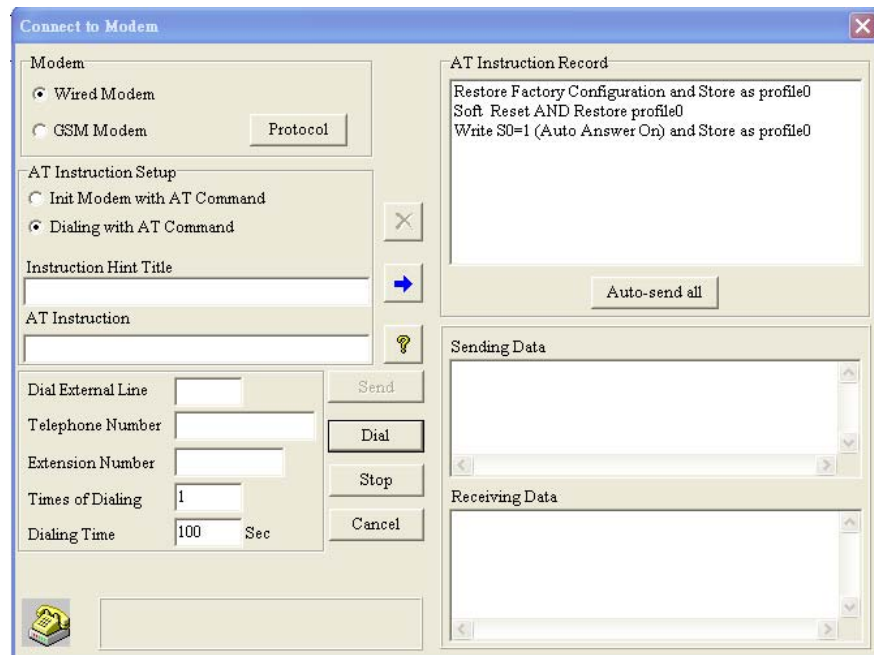 Connect to Modem
Modem
Wired Modem
GSM Modem
Protocol
AT Instruction Setup
Init Modem with AT Command
Dialing with AT Command
Instruction Hint Title
AT Instruction
Dial External Line
Telephone Number
Extension Number
Times of Dialing 1
Dialing Time 100 Sec
Send
Dial
Stop
Cancel
AT Instruction Record
Restore Factory Configuration and Store as profile0
Soft Reset AND Restore profile0
Write S0=1 (Auto Answer On) and Store as profile0
Auto-send all
Sending Data
Receiving Data